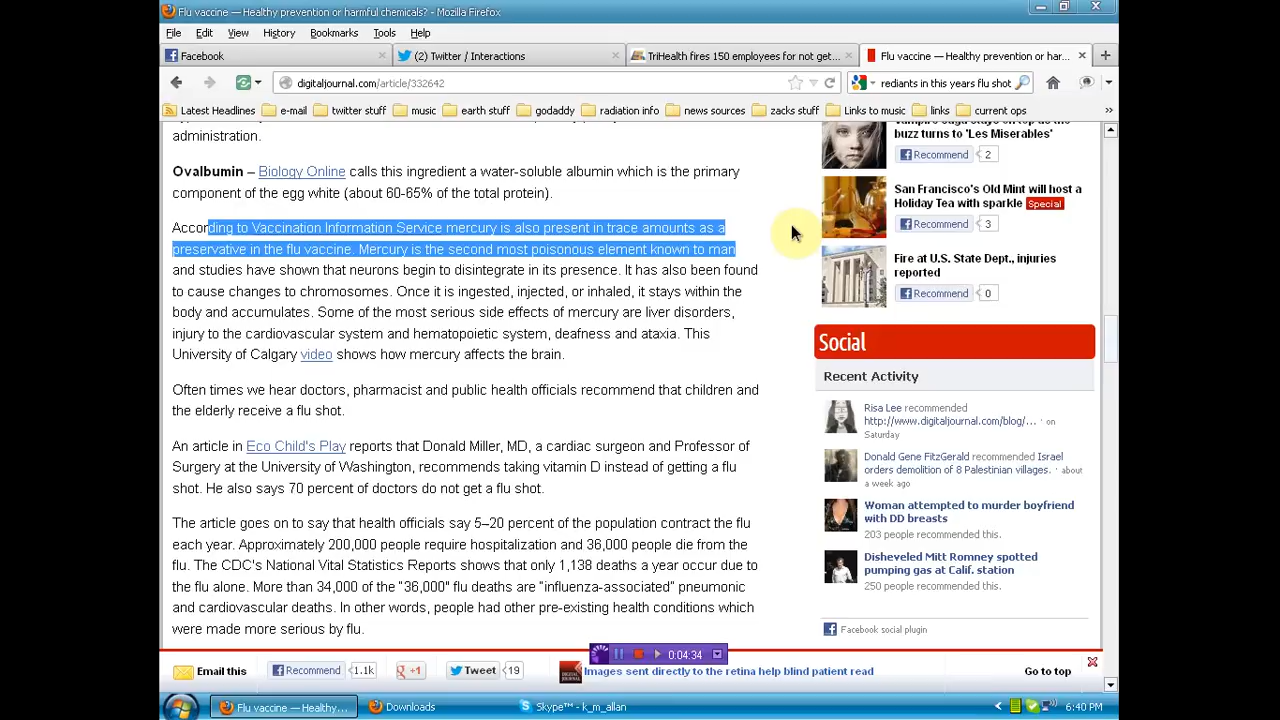 Flu vaccine — Healthy prevention or harmful chemicals? - Mozilla Firefox
File Edit View History Bookmarks Tools Help
Facebook
(2) Twitter / Interactions
TriHealth fires 150 employees for not get...
Flu vaccine — Healthy prevention or har...
digitaljournal.com/article/332642
rediants in this years flu shot
Latest Headlines e-mail twitter stuff music earth stuff godaddy radiation info news sources zacks stuff Links to music links current ops »
administration.
Ovalbumin – Biology Online calls this ingredient a water-soluble albumin which is the primary
component of the egg white (about 60-65% of the total protein).
According to Vaccination Information Service mercury is also present in trace amounts as a
preservative in the flu vaccine. Mercury is the second most poisonous element known to man
and studies have shown that neurons begin to disintegrate in its presence. It has also been found
to cause changes to chromosomes. Once it is ingested, injected, or inhaled, it stays within the
body and accumulates. Some of the most serious side effects of mercury are liver disorders,
injury to the cardiovascular system and hematopoietic system, deafness and ataxia. This
University of Calgary video shows how mercury affects the brain.
Often times we hear doctors, pharmacist and public health officials recommend that children and
the elderly receive a flu shot.
An article in Eco Child's Play reports that Donald Miller, MD, a cardiac surgeon and Professor of
Surgery at the University of Washington, recommends taking vitamin D instead of getting a flu
shot. He also says 70 percent of doctors do not get a flu shot.
The article goes on to say that health officials say 5–20 percent of the population contract the flu
each year. Approximately 200,000 people require hospitalization and 36,000 people die from the
flu. The CDC's National Vital Statistics Reports shows that only 1,138 deaths a year occur due to
the flu alone. More than 34,000 of the "36,000" flu deaths are "influenza-associated" pneumonic
and cardiovascular deaths. In other words, people had other pre-existing health conditions which
were made more serious by flu.
buzz turns to 'Les Miserables'
Recommend 2
San Francisco's Old Mint will host a
Holiday Tea with sparkle Special
Recommend 3
Fire at U.S. State Dept., injuries
reported
Recommend 0
Social
Recent Activity
Risa Lee recommended
http://www.digitaljournal.com/blog/... · on
Saturday
Donald Gene FitzGerald recommended Israel
orders demolition of 8 Palestinian villages. · about
a week ago
Woman attempted to murder boyfriend
with DD breasts
203 people recommended this.
Disheveled Mitt Romney spotted
pumping gas at Calif. station
250 people recommended this.
Facebook social plugin
0:04:34
Email this Recommend 1.1k +1 Tweet 19 Images sent directly to the retina help blind patient read Go to top
Flu vaccine — Healthy... Downloads Skype™ - k_m_allan 6:40 PM